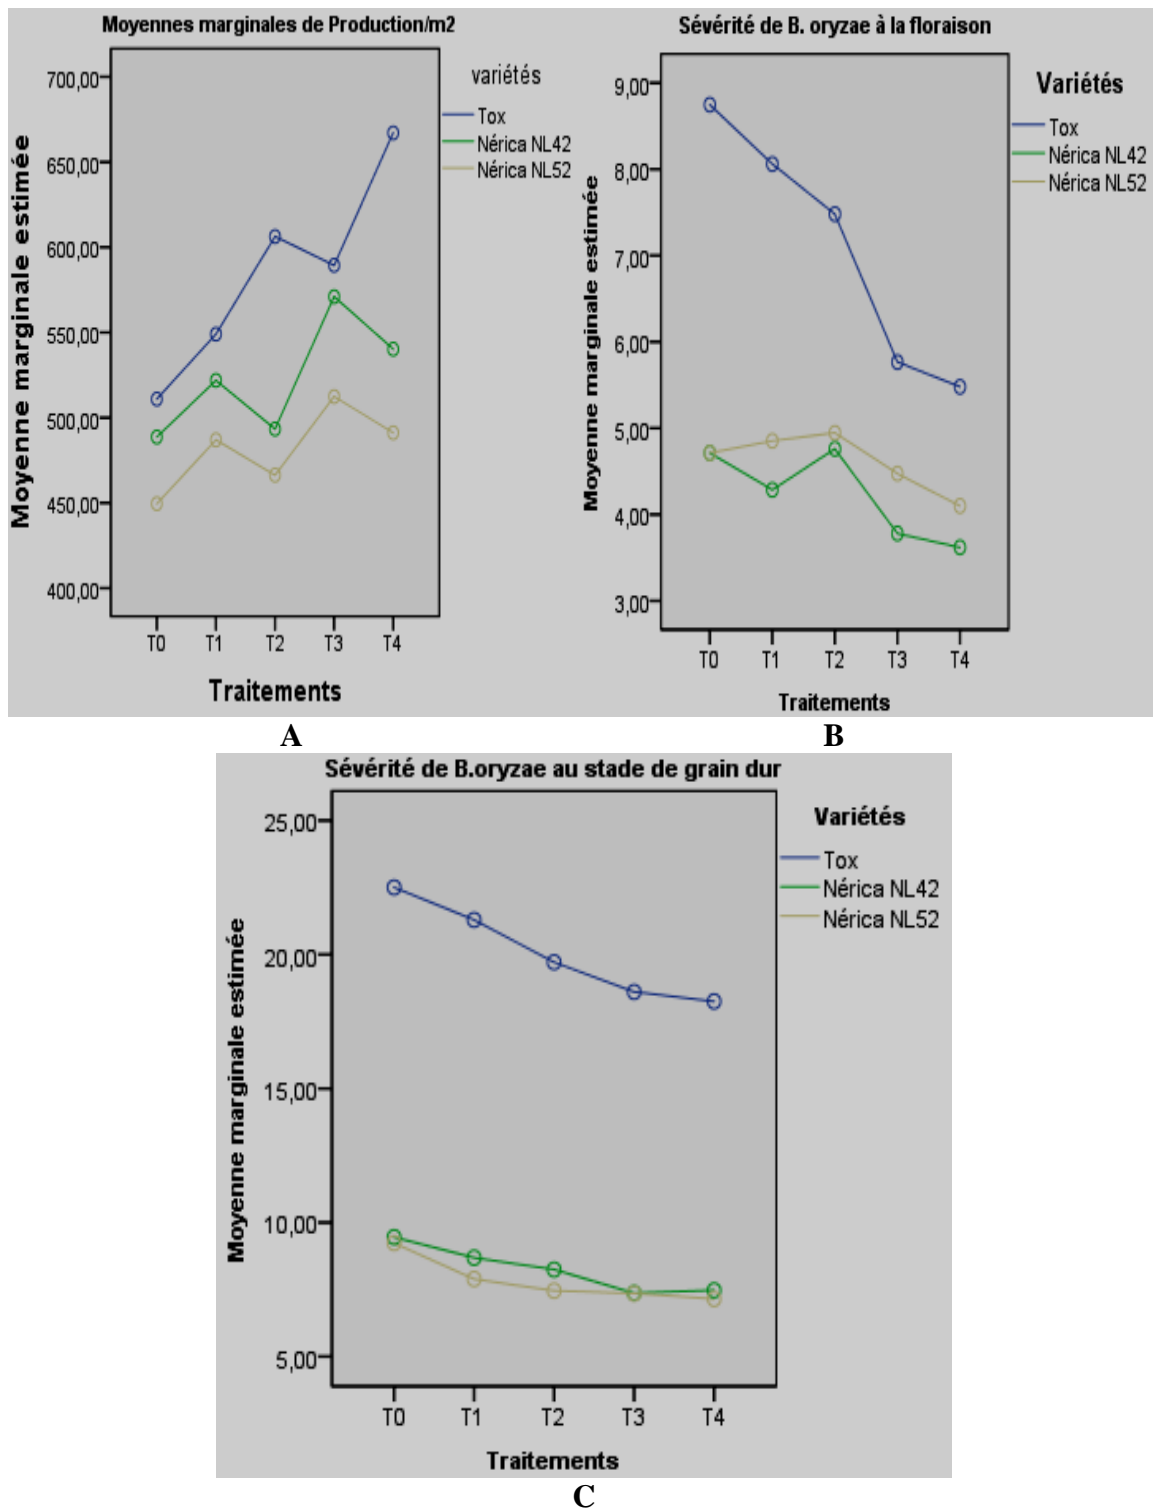 Moyennes marginales de Production/m2
Moyenne marginale estimée
700,00
650,00
600,00
550,00
500,00
450,00
400,00
T0 T1 T2 T3 T4
Traitements
variétés
Tox
Nérica NL42
Nérica NL52
A
Sévérité de B. oryzae à la floraison
Moyenne marginale estimée
9,00
8,00
7,00
6,00
5,00
4,00
3,00
T0 T1 T2 T3 T4
Traitements
Variétés
Tox
Nérica NL42
Nérica NL52
B
Sévérité de B.oryzae au stade de grain dur
Moyenne marginale estimée
25,00
20,00
15,00
10,00
5,00
T0 T1 T2 T3 T4
Traitements
Variétés
Tox
Nérica NL42
Nérica NL52
C